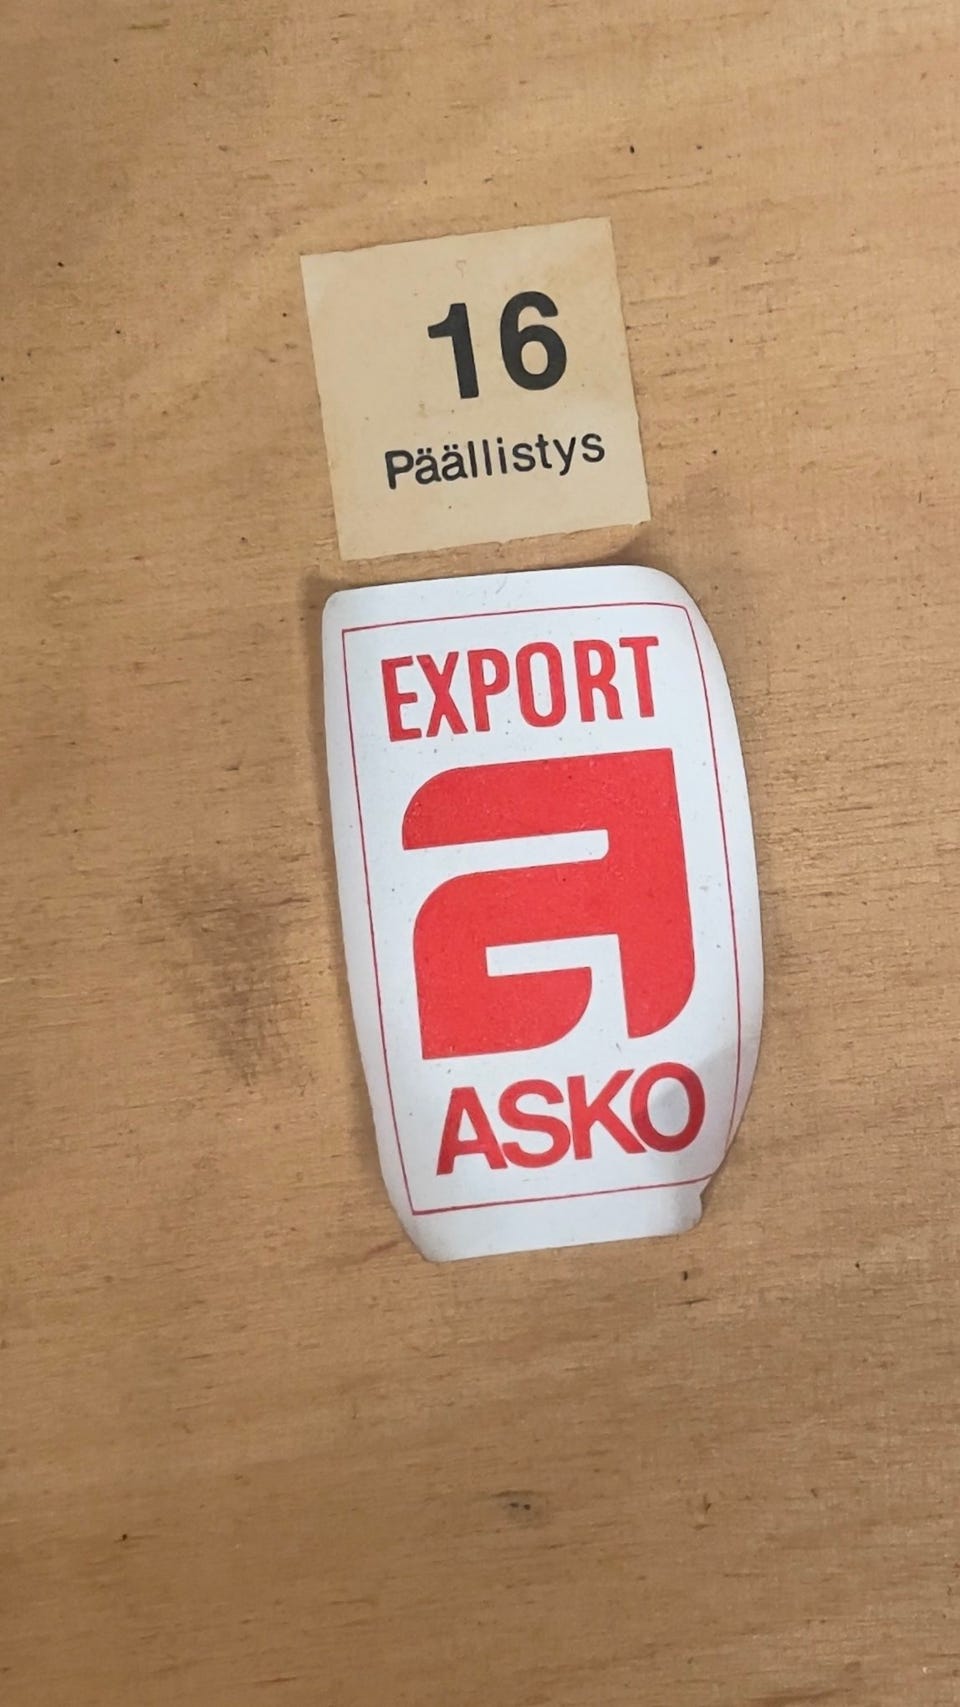 16
Päällistys
EXPORT
a
ASKO